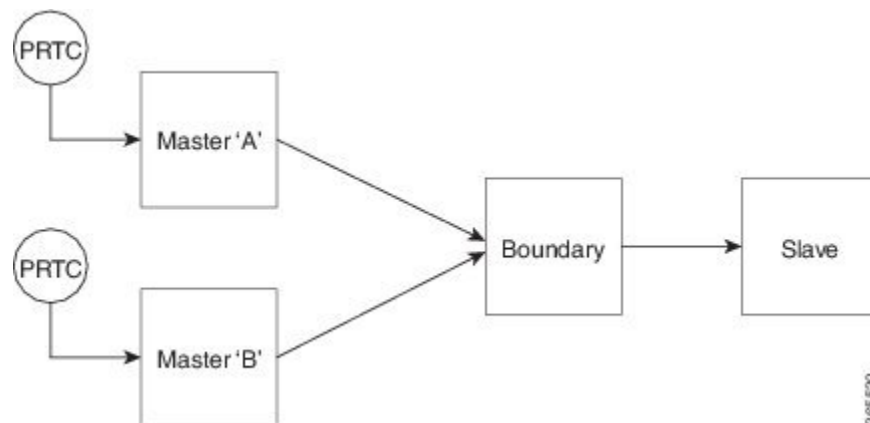 PRTC
Master 'A'
PRTC
Master 'B'
Boundary
Slave